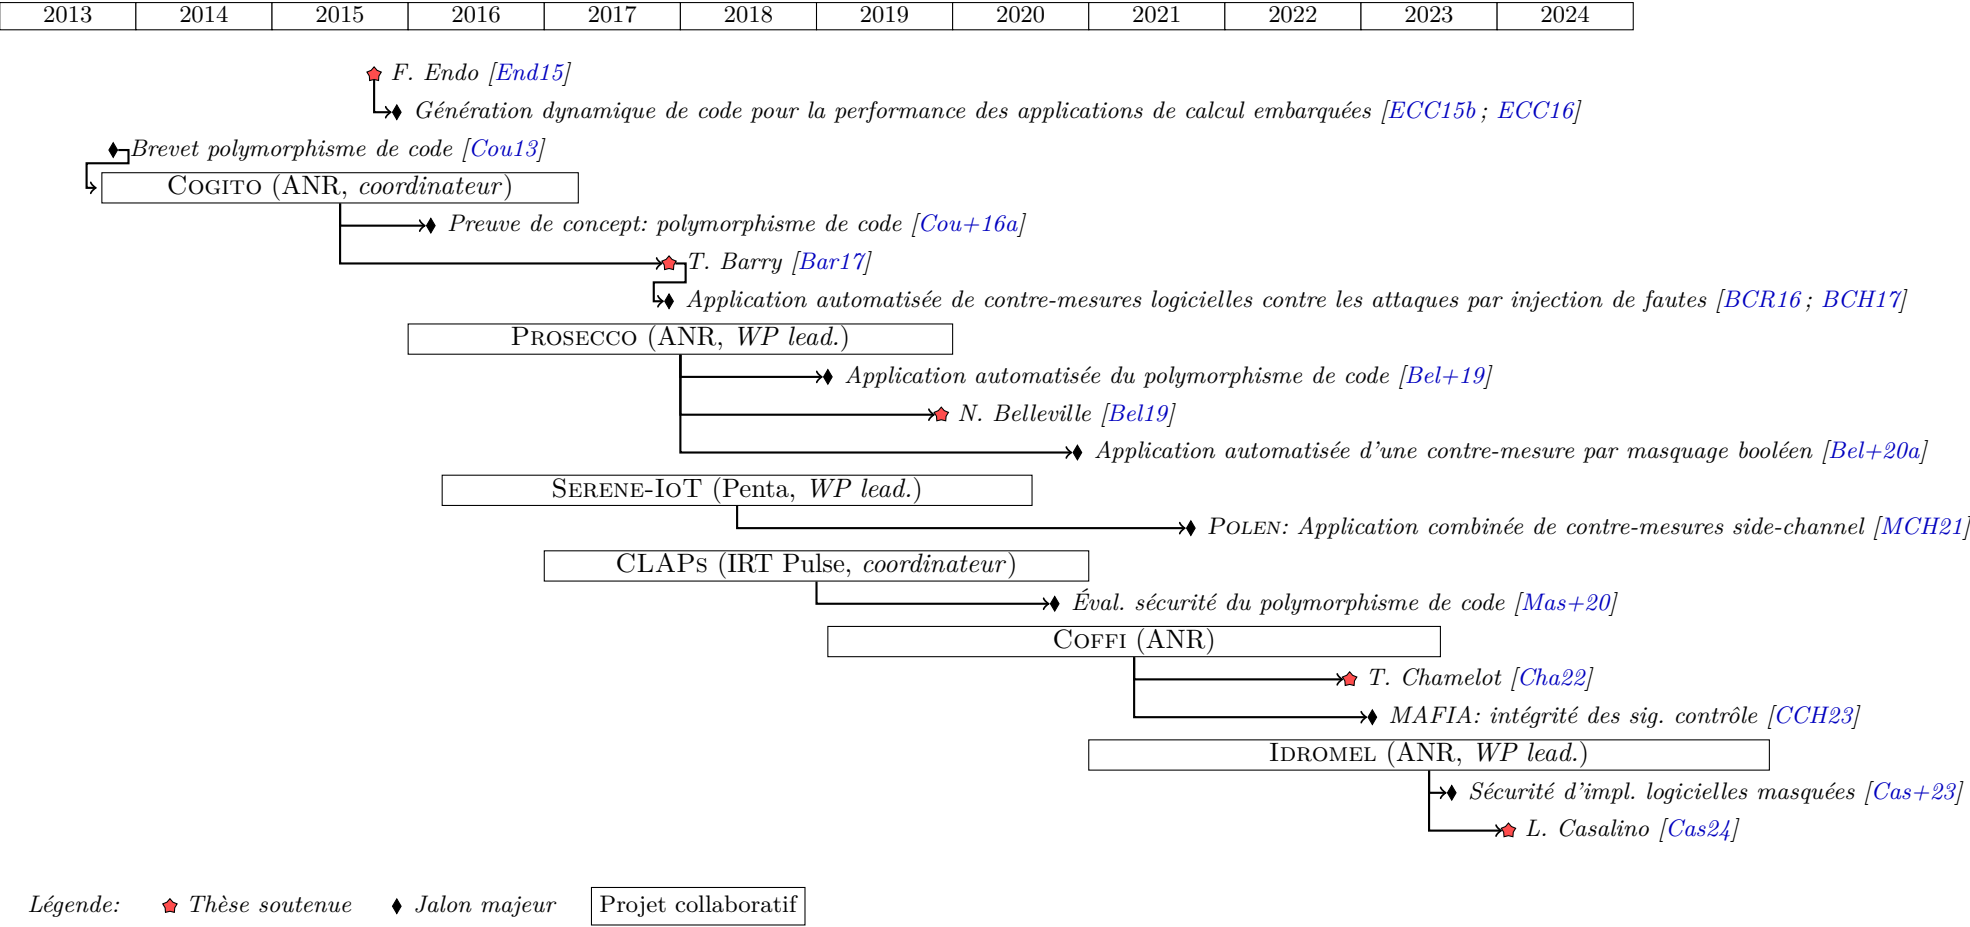 2013 2014 2015 2016 2017 2018 2019 2020 2021 2022 2023 2024
F. Endo [End15]
Génération dynamique de code pour la performance des applications de calcul embarquées [ECC15b ; ECC16]
Brevet polymorphisme de code [Cou13]
COGITO (ANR, coordinateur)
Preuve de concept: polymorphisme de code [Cou+16a]
T. Barry [Bar17]
Application automatisée de contre-mesures logicielles contre les attaques par injection de fautes [BCR16 ; BCH17]
PROSECCO (ANR, WP lead.)
Application automatisée du polymorphisme de code [Bel+19]
N. Belleville [Bel19]
Application automatisée d'une contre-mesure par masquage booléen [Bel+20a]
SERENE-IOT (Penta, WP lead.)
POLEN: Application combinée de contre-mesures side-channel [MCH21]
CLAPS (IRT Pulse, coordinateur)
Éval. sécurité du polymorphisme de code [Mas+20]
COFFI (ANR)
T. Chamelot [Cha22]
MAFIA: intégrité des sig. contrôle [CCH23]
IDROMEL (ANR, WP lead.)
Sécurité d'impl. logicielles masquées [Cas+23]
L. Casalino [Cas24]
Légende: Thèse soutenue Jalon majeur Projet collaboratif